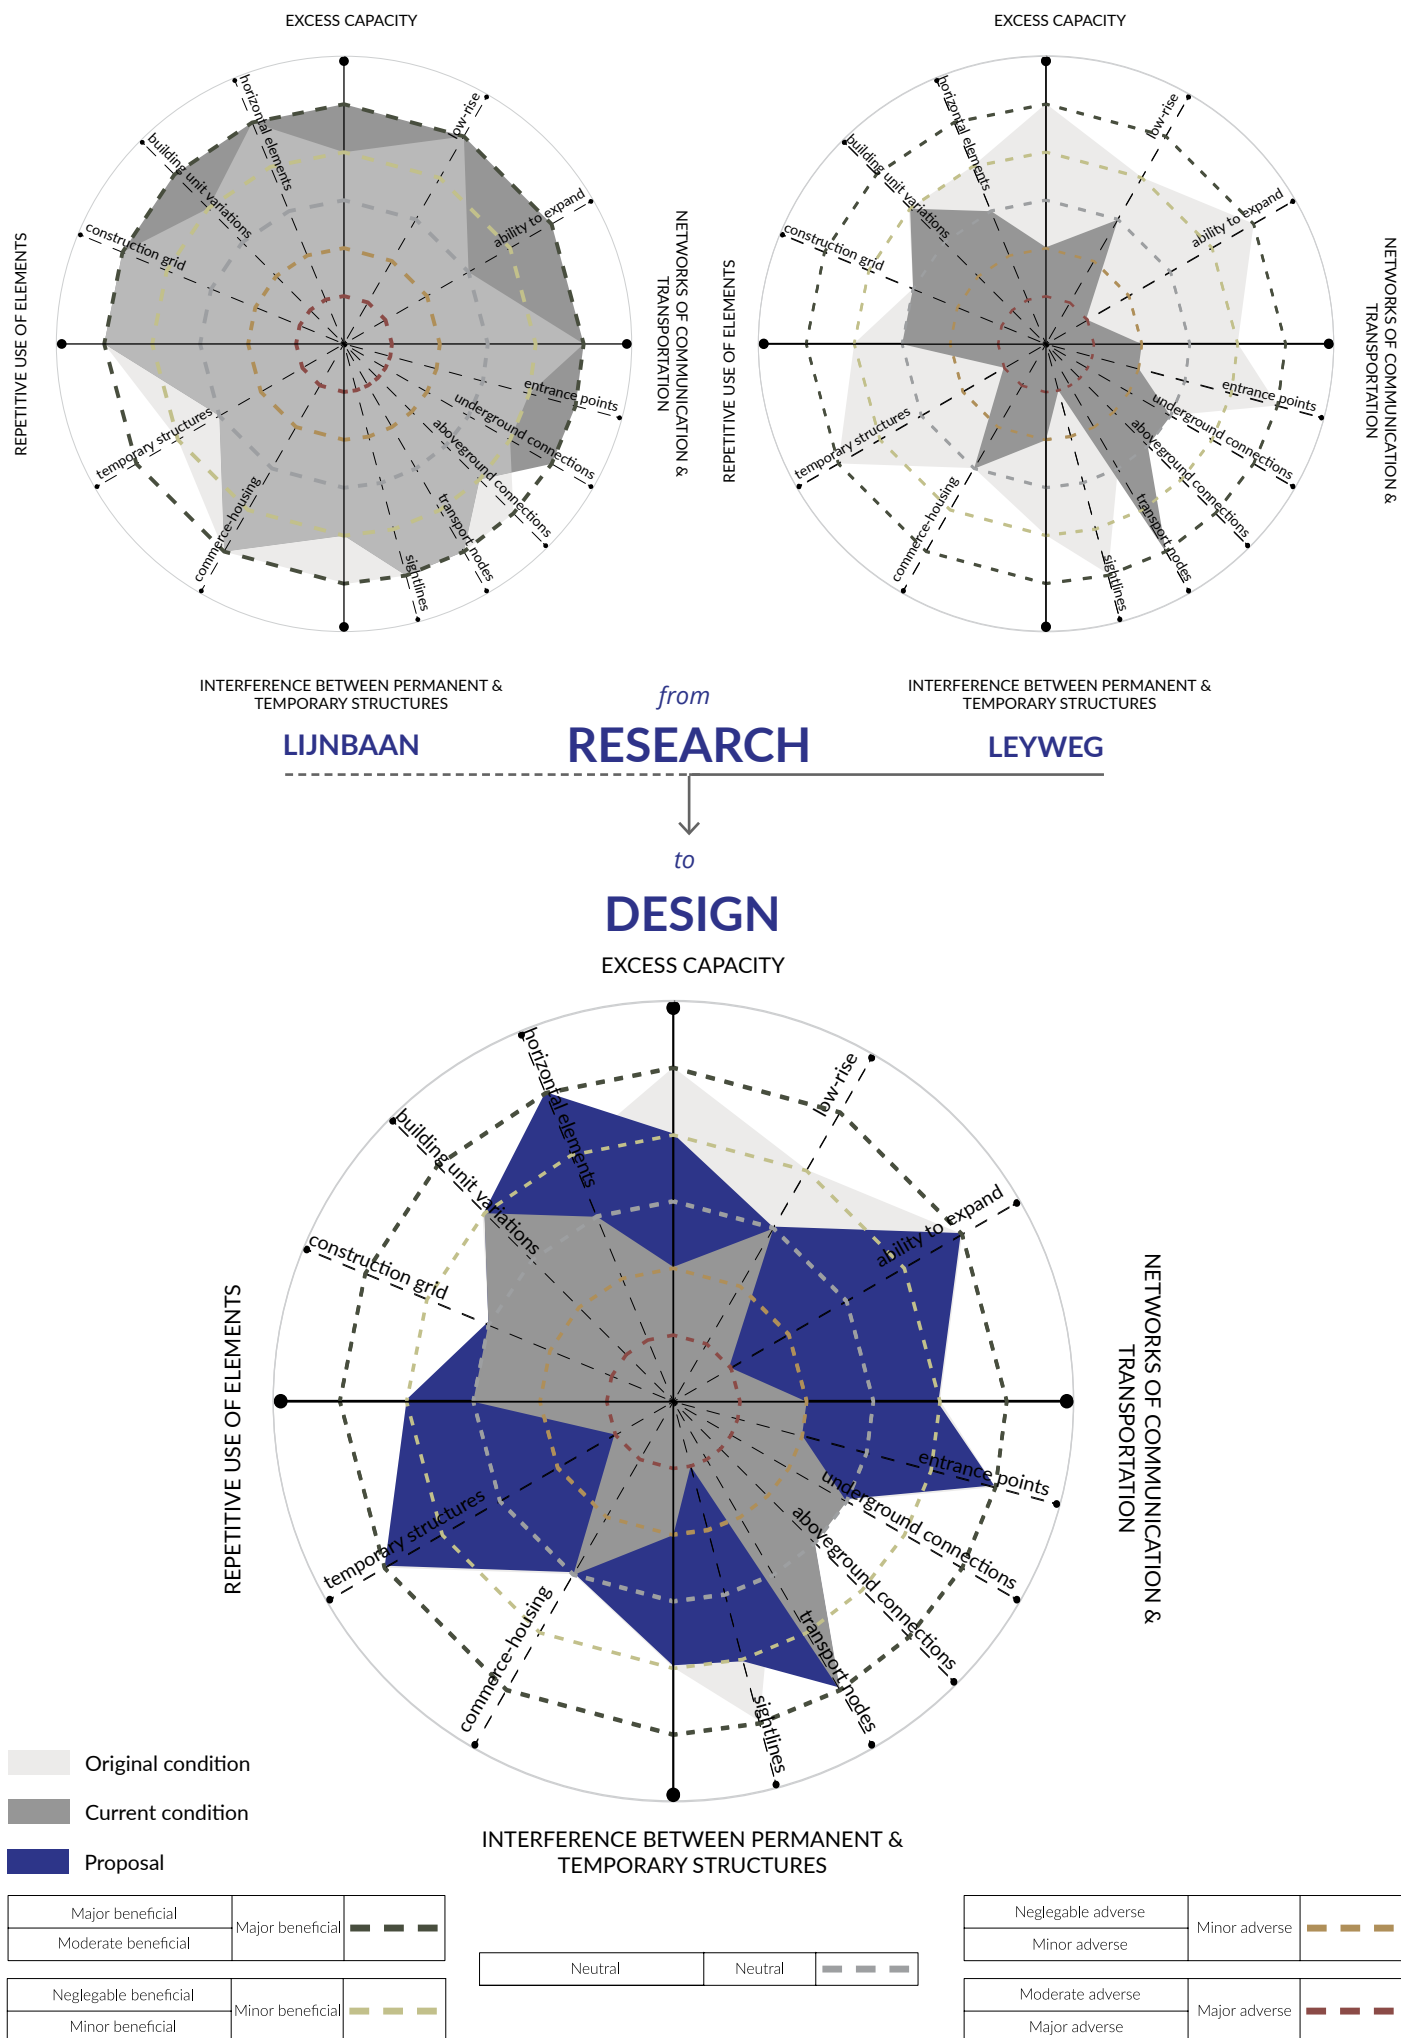 EXCESS CAPACITY
horizontal elements
low-rise
building unit variations
ability to expand
construction grid
REPETITIVE USE OF ELEMENTS
NETWORKS OF COMMUNICATION &
TRANSPORTATION
entrance points
underground connections
aboveground connections
temporary structures
transport nodes
commerce-housing
sightlines
INTERFERENCE BETWEEN PERMANENT &
TEMPORARY STRUCTURES
LIJNBAAN
EXCESS CAPACITY
horizontal elements
low-rise
building unit variations
ability to expand
construction grid
REPETITIVE USE OF ELEMENTS
NETWORKS OF COMMUNICATION &
TRANSPORTATION
entrance points
underground connections
aboveground connections
temporary structures
transport nodes
commerce-housing
sightlines
INTERFERENCE BETWEEN PERMANENT &
TEMPORARY STRUCTURES
LEYWEG
from
RESEARCH
to
DESIGN
EXCESS CAPACITY
horizontal elements
low-rise
building unit variations
ability to expand
construction grid
REPETITIVE USE OF ELEMENTS
NETWORKS OF COMMUNICATION &
TRANSPORTATION
entrance points
underground connections
aboveground connections
temporary structures
transport nodes
commerce-housing
sightlines
INTERFERENCE BETWEEN PERMANENT &
TEMPORARY STRUCTURES
Original condition
Current condition
Proposal
Major beneficial
Moderate beneficial
Major beneficial
Neglegable beneficial
Minor beneficial
Minor beneficial
Neutral
Neutral
Neglegable adverse
Minor adverse
Minor adverse
Moderate adverse
Major adverse
Major adverse